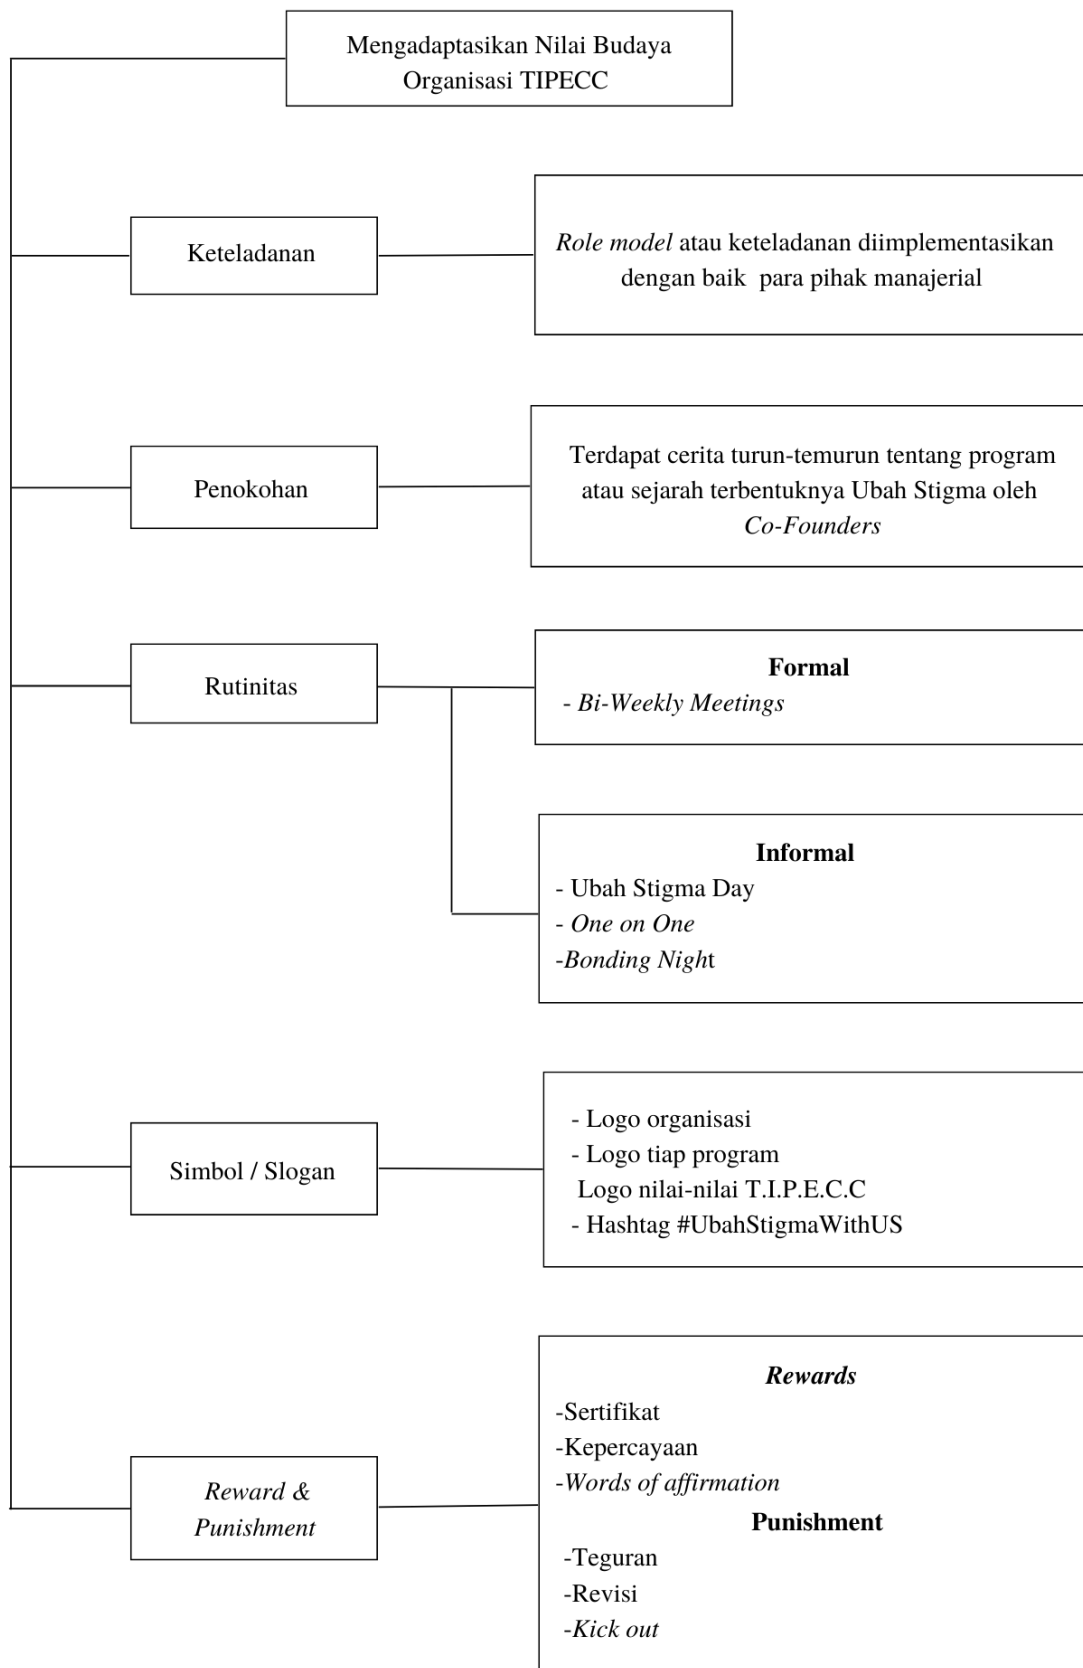 Mengadaptasikan Nilai Budaya
Organisasi TIPECC
Keteladanan
Role model atau keteladanan diimplementasikan
dengan baik para pihak manajerial
Penokohan
Terdapat cerita turun-temurun tentang program
atau sejarah terbentuknya Ubah Stigma oleh
Co-Founders
Rutinitas
Formal
- Bi-Weekly Meetings
Informal
- Ubah Stigma Day
- One on One
-Bonding Night
Simbol / Slogan
- Logo organisasi
- Logo tiap program
Logo nilai-nilai T.I.P.E.C.C
- Hashtag #UbahStigmaWithUS
Reward &
Punishment
Rewards
-Sertifikat
-Kepercayaan
-Words of affirmation
Punishment
-Teguran
-Revisi
-Kick out